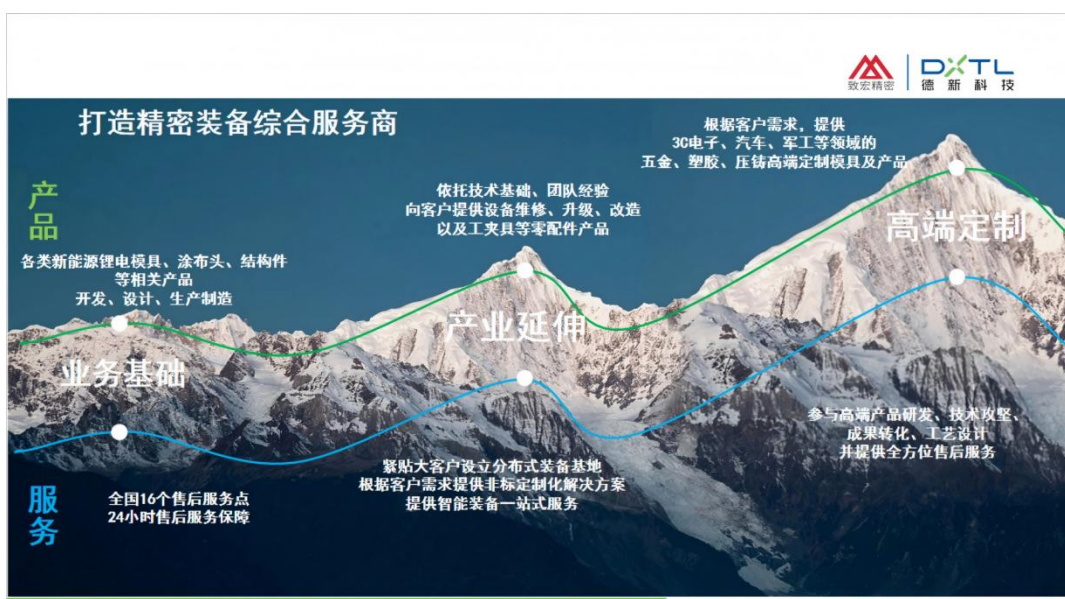 致宏精密
DXTL
德新科技
打造精密装备综合服务商
根据客户需求，提供
3C电子、汽车、军工等领域的
五金、塑胶、压铸高端定制模具及产品
产品
依托技术基础、团队经验
向客户提供设备维修、升级、改造
以及工夹具等零配件产品
高端定制
各类新能源锂电模具、涂布头、结构件
等相关产品
开发、设计、生产制造
产业延伸
业务基础
参与高端产品研发、技术攻坚、
成果转化、工艺设计
并提供全方位售后服务
紧贴大客户设立分布式装备基地
根据客户需求提供非标定制化解决方案
提供智能装备一站式服务
服务
全国16个售后服务点
24小时售后服务保障